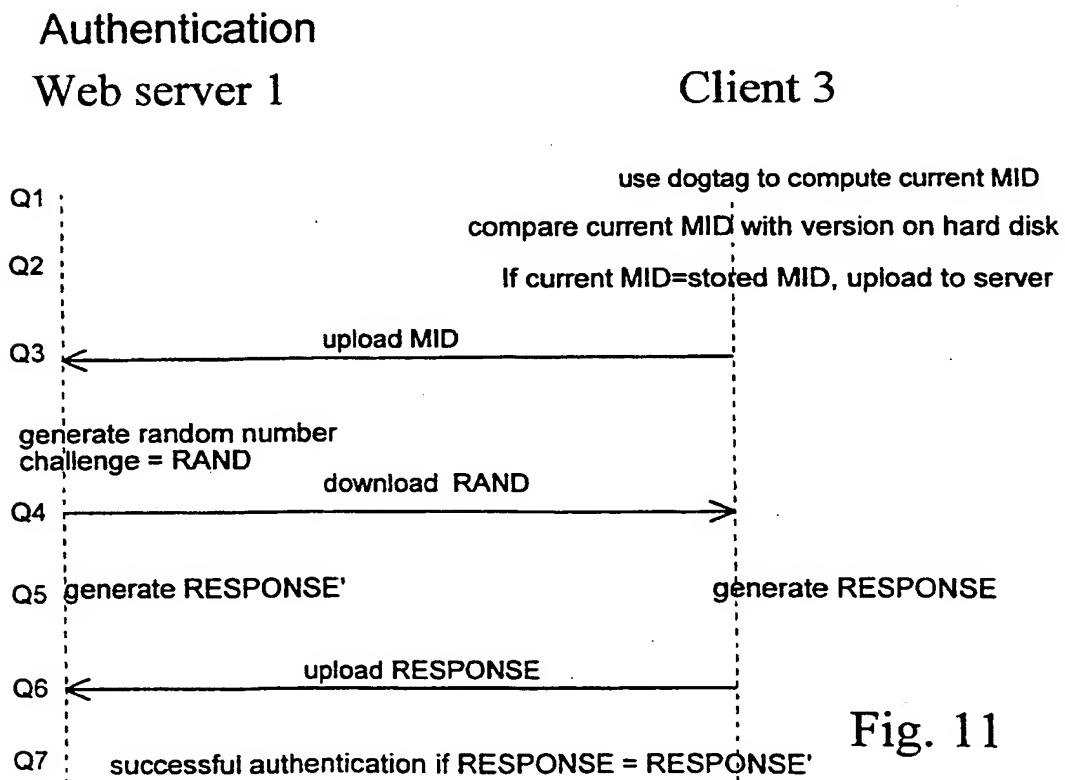 Authentication
Web server 1
Client 3
use dogtag to compute current MID
Q1
compare current MID with version on hard disk
Q2
If current MID=stored MID, upload to server
upload MID
Q3
generate random number
challenge = RAND
download RAND
Q4
Q5
generate RESPONSE'
generate RESPONSE
upload RESPONSE
Q6
Fig. 11
Q7
successful authentication if RESPONSE = RESPONSE'